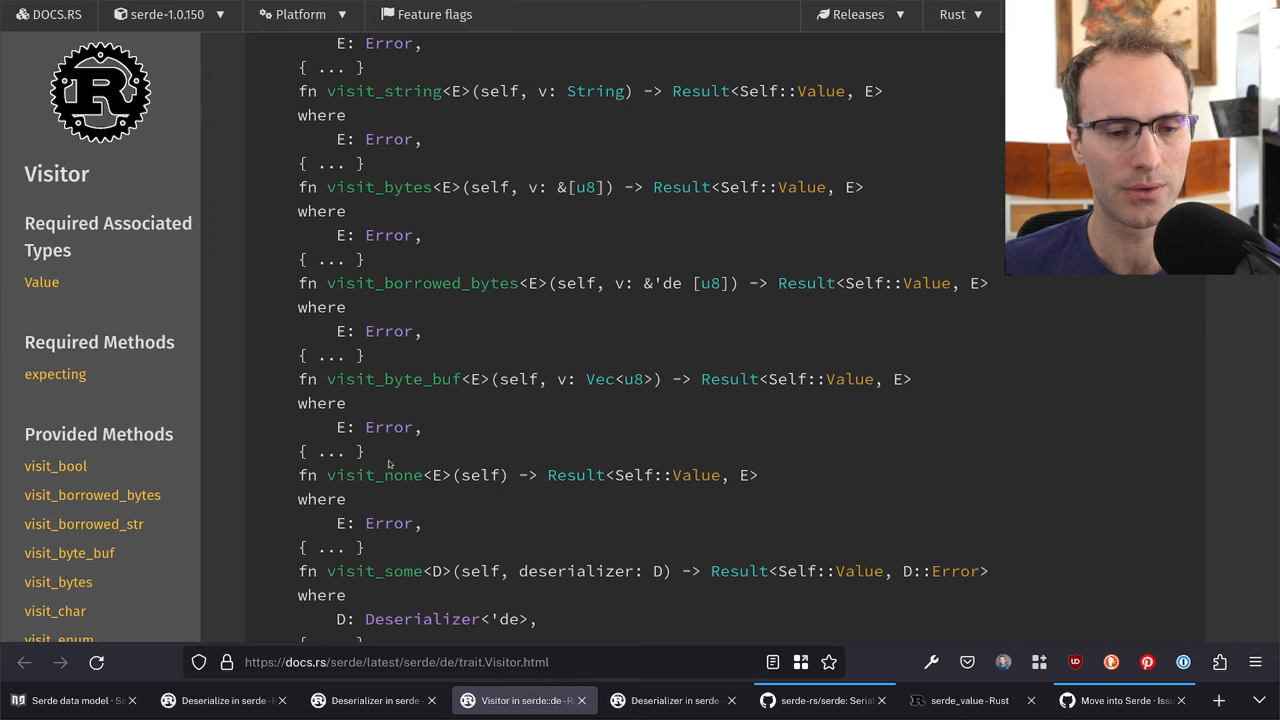 DOCS.RS
serde-1.0.150
Platform
Feature flags
Releases
Rust
Visitor
Required Associated
Types
Value
Required Methods
expecting
Provided Methods
visit_bool
visit_borrowed_bytes
visit_borrowed_str
visit_byte_buf
visit_bytes
visit_char
visit_enum
E: Error,
{ ... }
fn visit_string<E>(self, v: String) -> Result<Self::Value, E>
where
E: Error,
{ ... }
fn visit_bytes<E>(self, v: &[u8]) -> Result<Self::Value, E>
where
E: Error,
{ ... }
fn visit_borrowed_bytes<E>(self, v: &'de [u8]) -> Result<Self::Value, E>
where
E: Error,
{ ... }
fn visit_byte_buf<E>(self, v: Vec<u8>) -> Result<Self::Value, E>
where
E: Error,
{ ... }
fn visit_none<E>(self) -> Result<Self::Value, E>
where
E: Error,
{ ... }
fn visit_some<D>(self, deserializer: D) -> Result<Self::Value, D::Error>
where
D: Deserializer<'de>,
https://docs.rs/serde/latest/serde/de/trait.Visitor.html
Serde data model · Se
Deserialize in serde - R
Deserializer in serde -
Visitor in serde::de - R
Deserializer in serde
serde-rs/serde: Serial
serde_value - Rust
Move into Serde · Issu